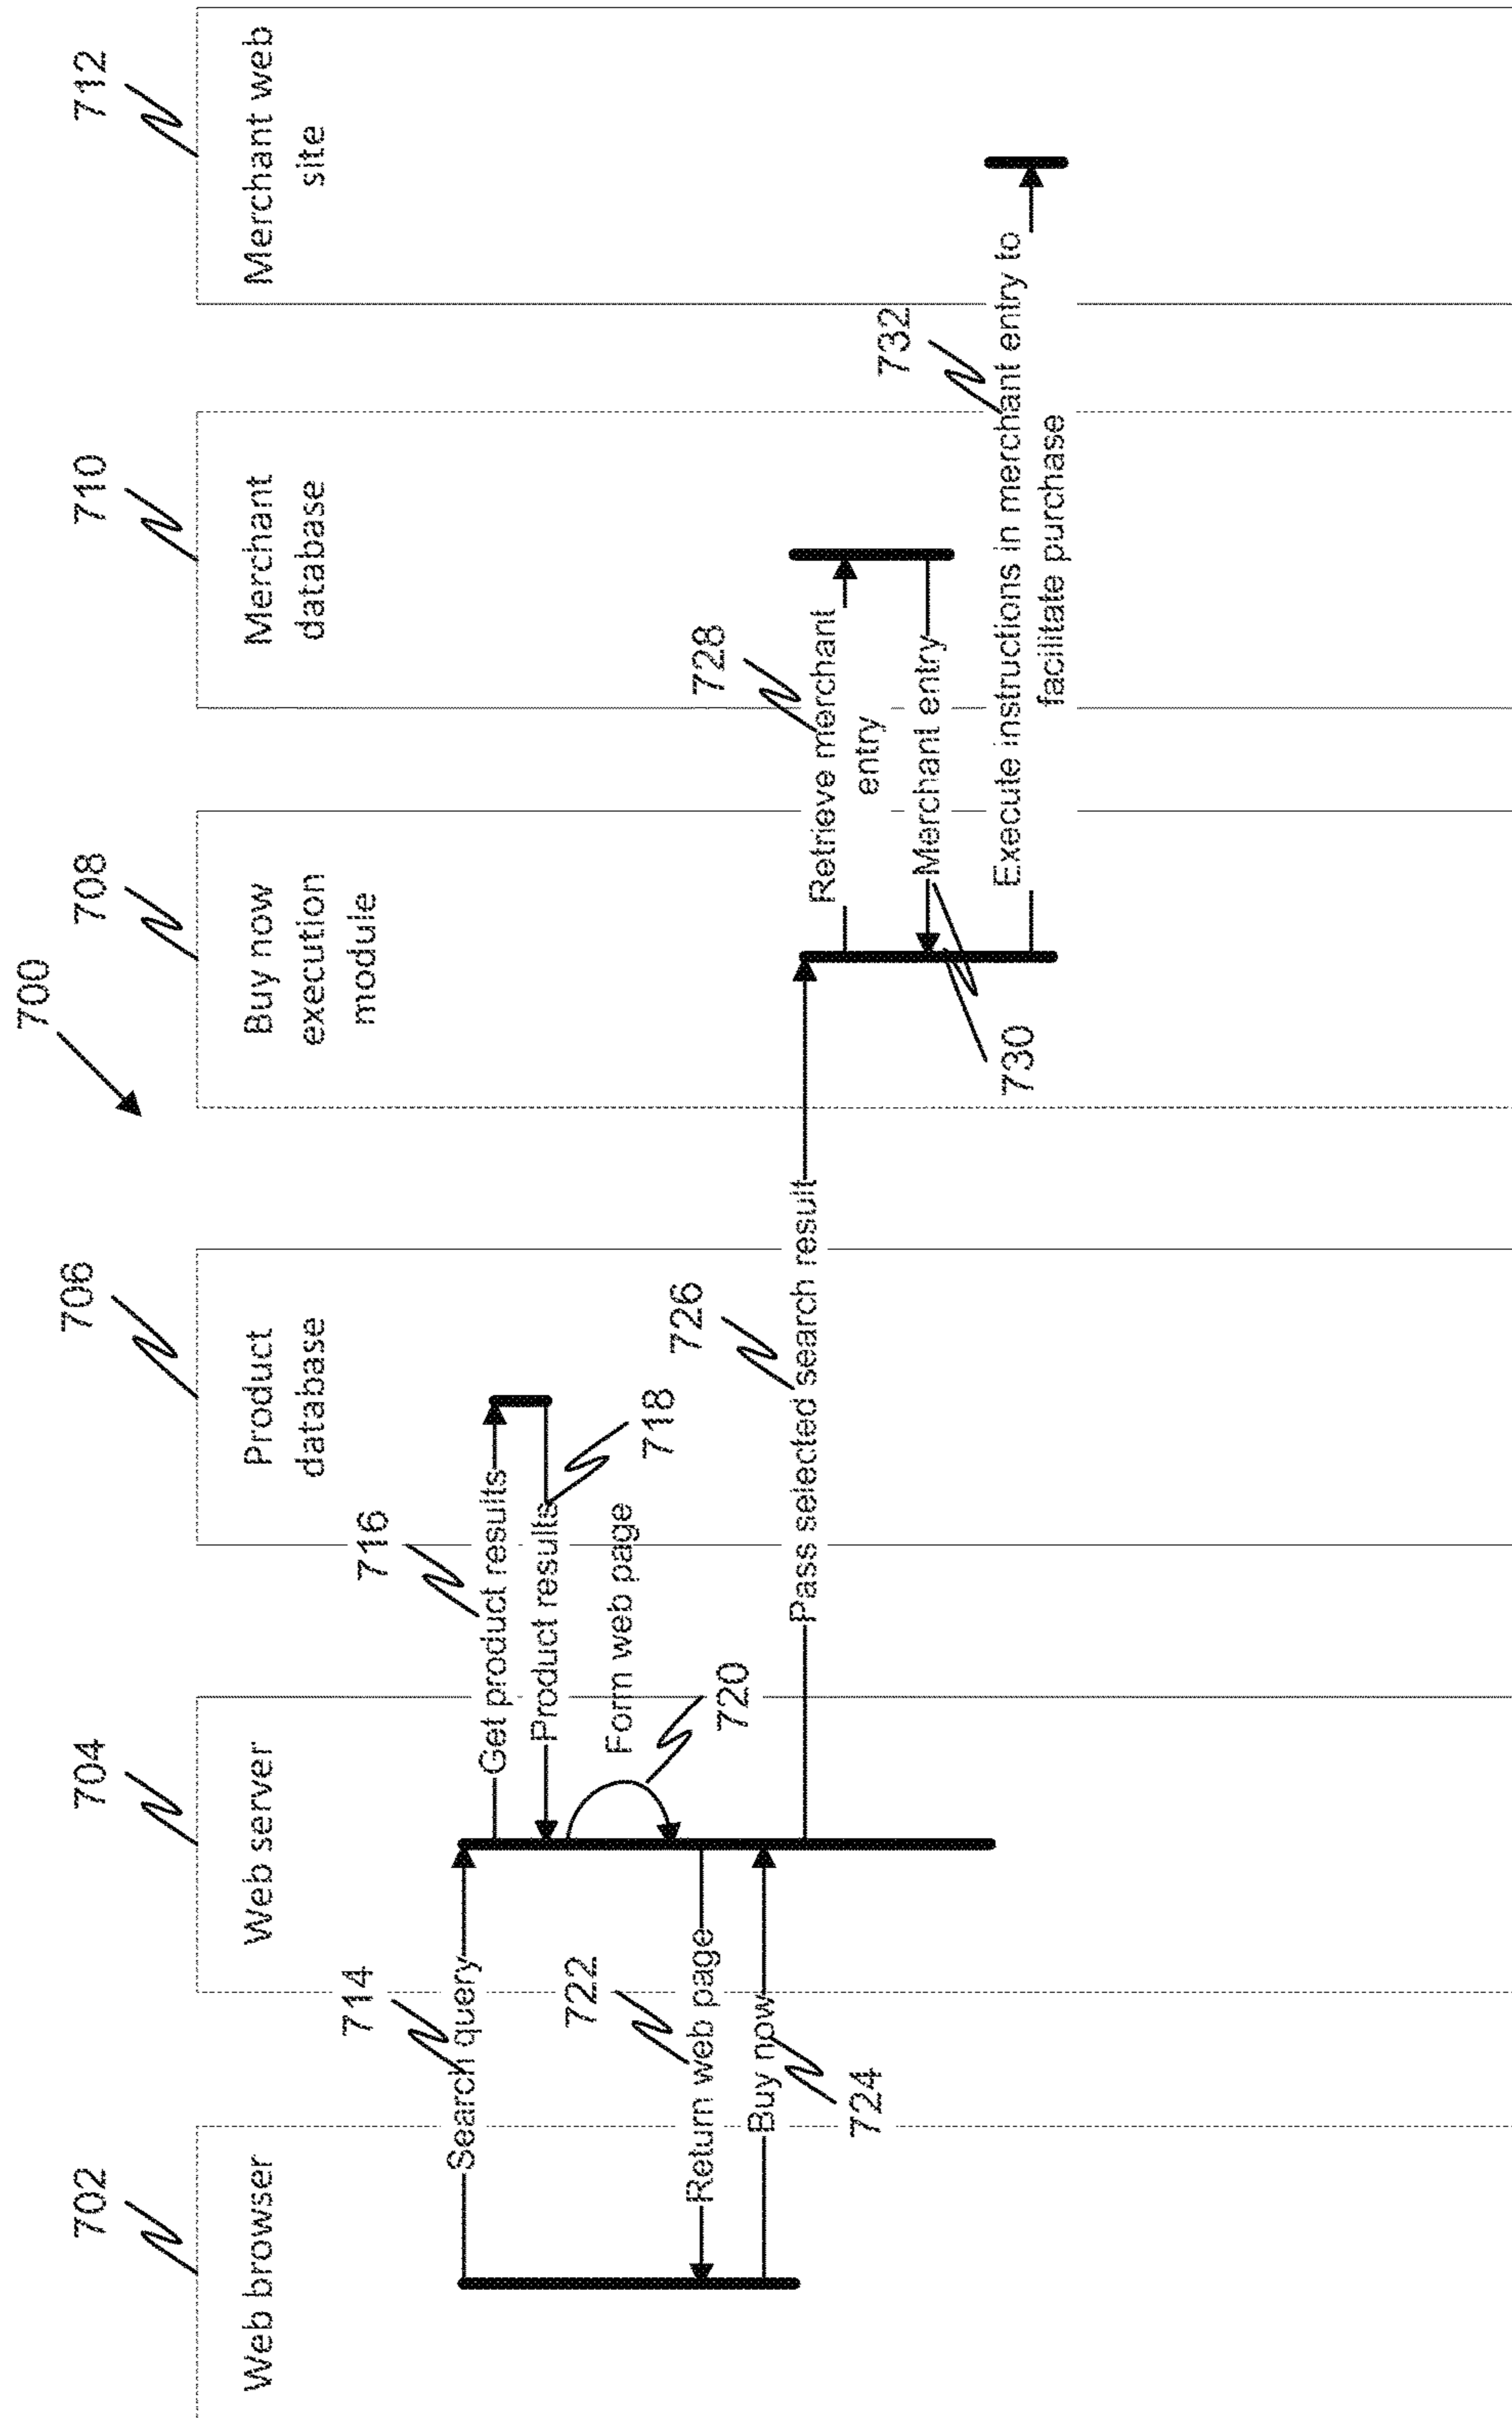 700
702
704
706
708
710
712
Web browser
Web server
Product
database
Buy now
execution
module
Merchant
database
Merchant web
site
714
Search query
716
Get product results
Product results
718
Form web page
720
722
Return web page
Buy now
724
726
Pass selected search result
728
Retrieve merchant
entry
Merchant entry
730
732
Execute instructions in merchant entry to
facilitate purchase